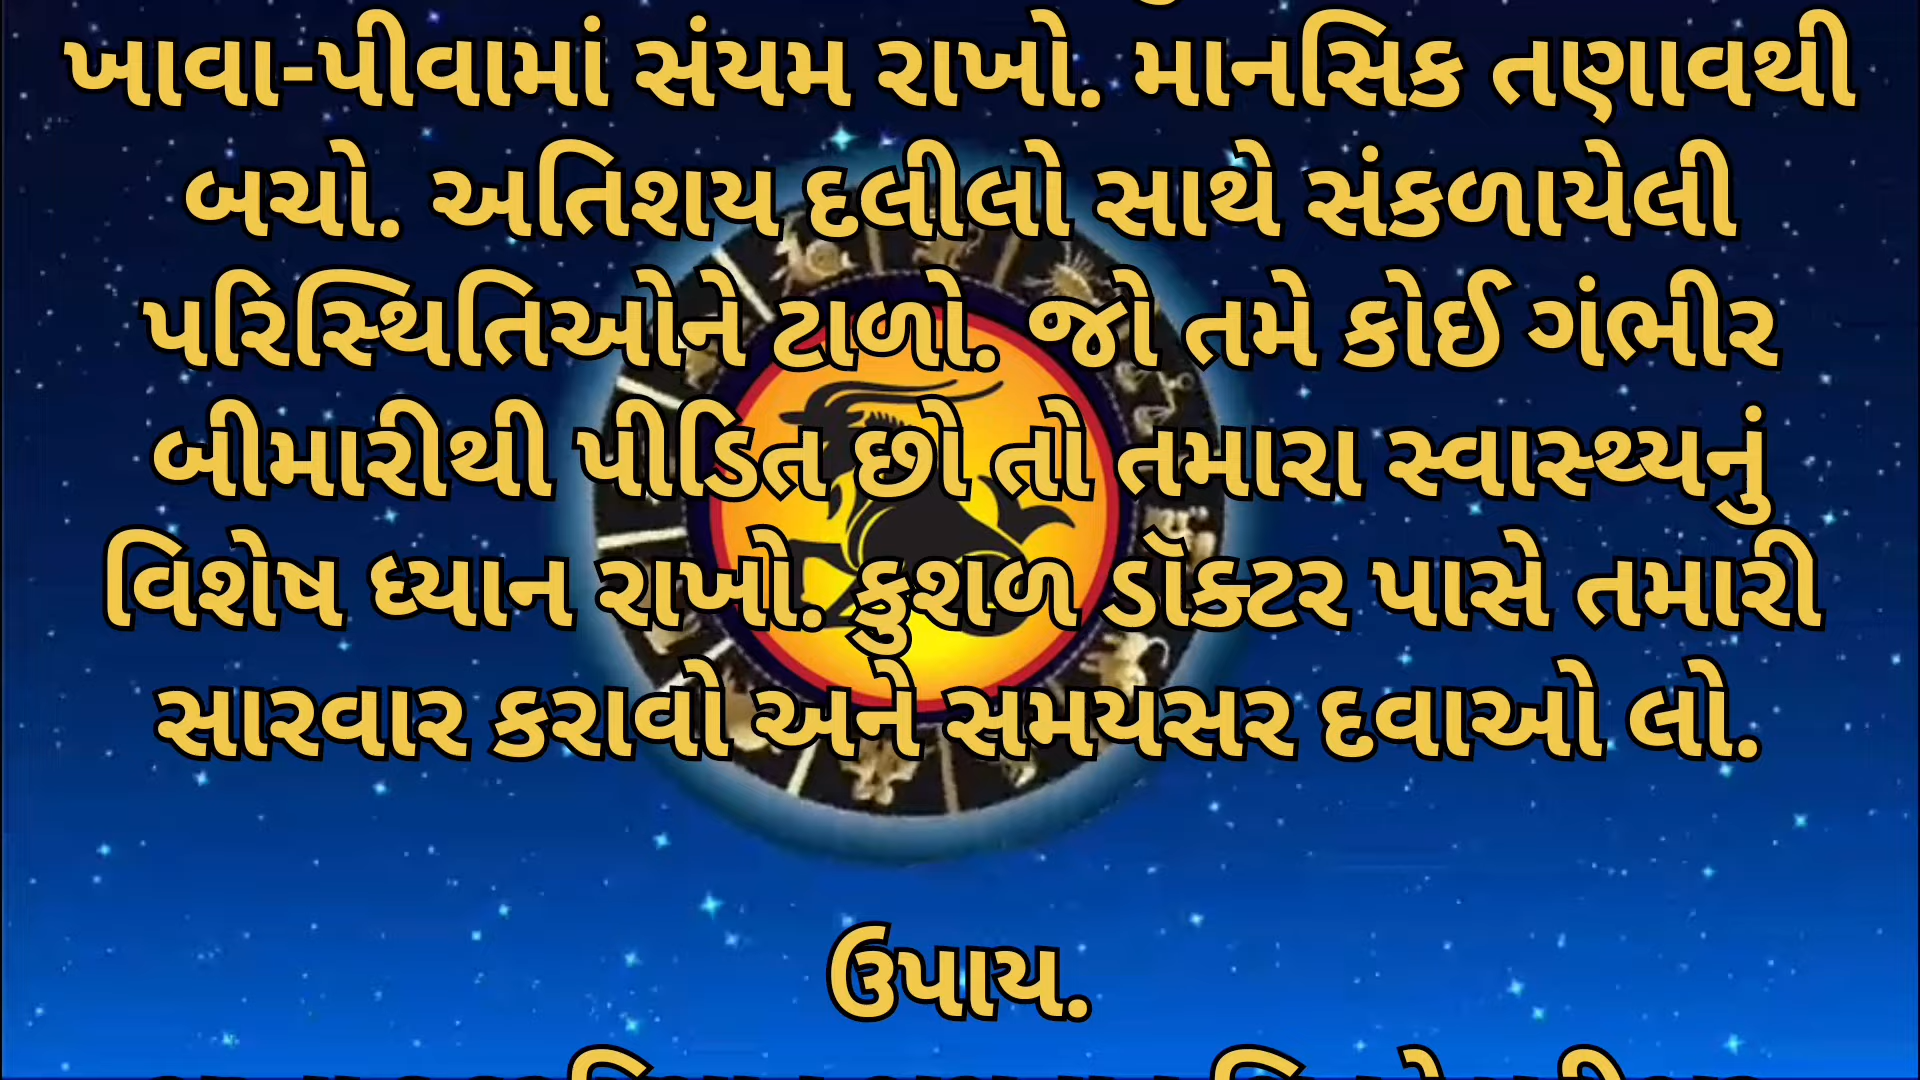 ખાવા-પીવામાં સંયમ રાખો. માનસિક તણાવથી
બચો. અતિશય દલીલો સાથે સંકળાયેલી
પરિસ્થિતિઓને ટાળો. જો તમે કોઈ ગંભીર
બીમારીથી પીડિત છો તો તમારા સ્વાસ્થ્યનું
વિશેષ ધ્યાન રાખો. કુશળ ડૉક્ટર પાસે તમારી
સારવાર કરાવો અને સમયસર દવાઓ લો.
ઉપાય.